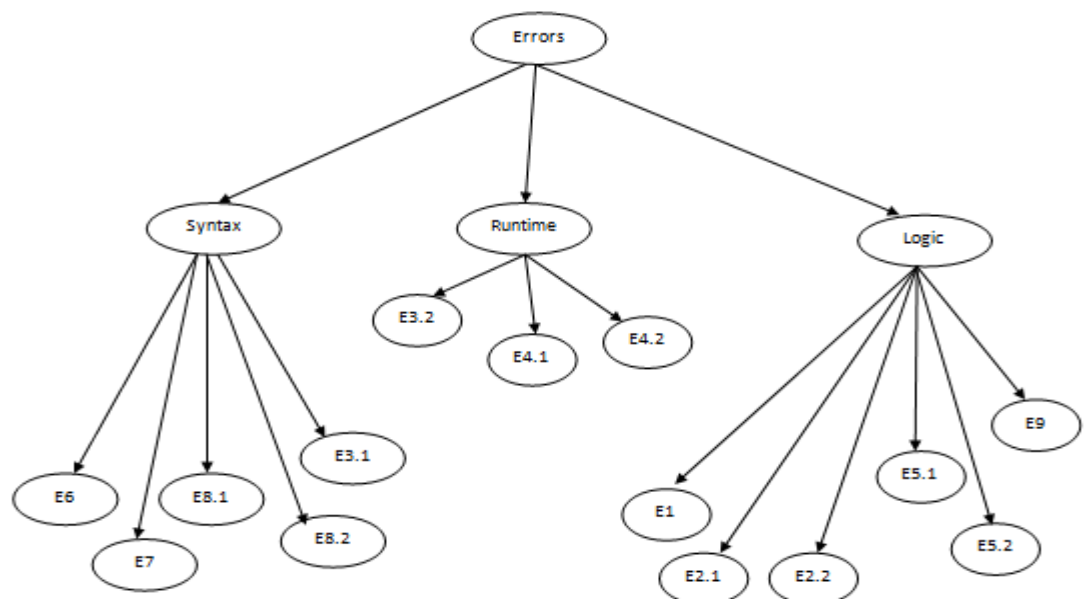 Errors
Syntax
Runtime
Logic
E3.2
E4.1
E4.2
E6
E7
E8.1
E8.2
E3.1
E1
E2.1
E2.2
E5.1
E5.2
E9